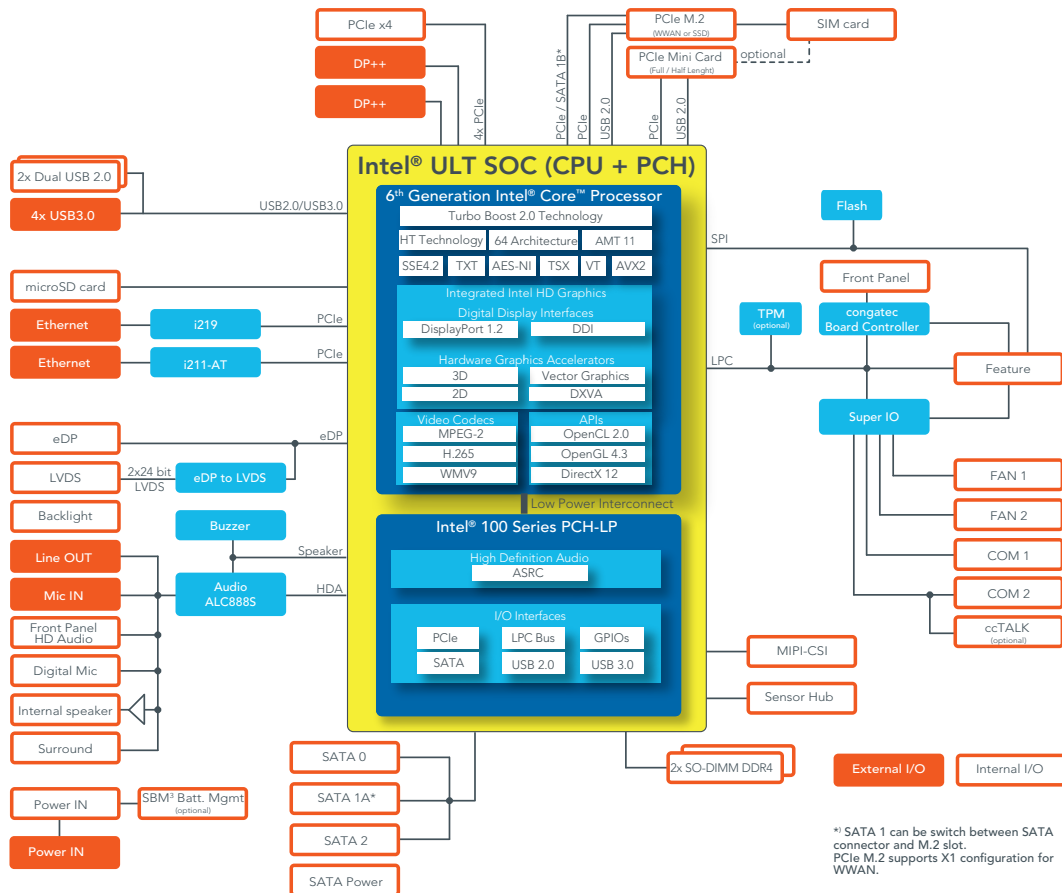 PCIe x4
DP++
DP++
4x PCIe
PCIe / SATA 1B*
PCIe
USB 2.0
PCIe
USB 2.0
PCIe M.2
(WWAN or SSD)
SIM card
PCIe Mini Card
(Full / Half Lenght)
optional
Intel® ULT SOC (CPU + PCH)
6th Generation Intel® Core™ Processor
Turbo Boost 2.0 Technology
HT Technology
64 Architecture
AMT 11
SSE4.2
TXT
AES-NI
TSX
VT
AVX2
Integrated Intel HD Graphics
Digital Display Interfaces
DisplayPort 1.2
DDI
Hardware Graphics Accelerators
3D
Vector Graphics
2D
DXVA
Video Codecs
MPEG-2
H.265
WMV9
APIs
OpenCL 2.0
OpenGL 4.3
DirectX 12
Low Power Interconnect
Intel® 100 Series PCH-LP
High Definition Audio
ASRC
I/O Interfaces
PCIe
LPC Bus
GPIOs
SATA
USB 2.0
USB 3.0
2x Dual USB 2.0
4x USB3.0
USB2.0/USB3.0
microSD card
Ethernet
i219
PCIe
Ethernet
i211-AT
PCIe
eDP
eDP
LVDS
2x24 bit
LVDS
eDP to LVDS
Backlight
Buzzer
Speaker
Line OUT
Mic IN
Audio
ALC888S
HDA
Front Panel
HD Audio
Digital Mic
Internal speaker
Surround
Power IN
SBM³ Batt. Mgmt
(optional)
Power IN
SATA 0
SATA 1A*
SATA 2
SATA Power
Flash
SPI
Front Panel
TPM
(optional)
congatec
Board Controller
LPC
Feature
Super IO
FAN 1
FAN 2
COM 1
COM 2
ccTALK
(optional)
MIPI-CSI
Sensor Hub
2x SO-DIMM DDR4
External I/O
Internal I/O
*) SATA 1 can be switch between SATA
connector and M.2 slot.
PCIe M.2 supports X1 configuration for
WWAN.